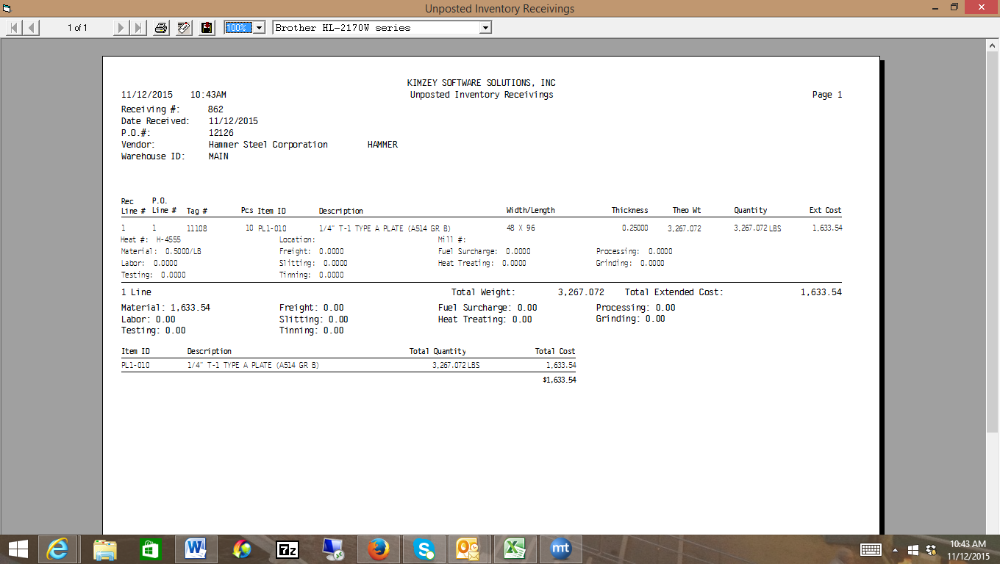 Unposted Inventory Receivings
1 of 1 100% Brother HL-2170W series
KIMZEY SOFTWARE SOLUTIONS, INC
11/12/2015 10:43AM Unposted Inventory Receivings Page 1
Receiving #: 862
Date Received: 11/12/2015
P.O.#: 12126
Vendor: Hammer Steel Corporation HAMMER
Warehouse ID: MAIN
Rec P.O.
Line # Line # Tag # Pcs Item ID Description Width/Length Thickness Theo Wt Quantity Ext Cost
1 1 11108 10 PL1-010 1/4" T-1 TYPE A PLATE (A514 GR B) 48 X 96 0.25000 3,267.072 3,267.072 LBS 1,633.54
Heat #: H-4555 Location: Mill #:
Material: 0.5000/LB Freight: 0.0000 Fuel Surcharge: 0.0000 Processing: 0.0000
Labor: 0.0000 Slitting: 0.0000 Heat Treating: 0.0000 Grinding: 0.0000
Testing: 0.0000 Tinning: 0.0000
1 Line Total Weight: 3,267.072 Total Extended Cost: 1,633.54
Material: 1,633.54 Freight: 0.00 Fuel Surcharge: 0.00 Processing: 0.00
Labor: 0.00 Slitting: 0.00 Heat Treating: 0.00 Grinding: 0.00
Testing: 0.00 Tinning: 0.00
Item ID Description Total Quantity Total Cost
PL1-010 1/4" T-1 TYPE A PLATE (A514 GR B) 3,267.072 LBS 1,633.54
$1,633.54
7z mt 10:43 AM
11/12/2015